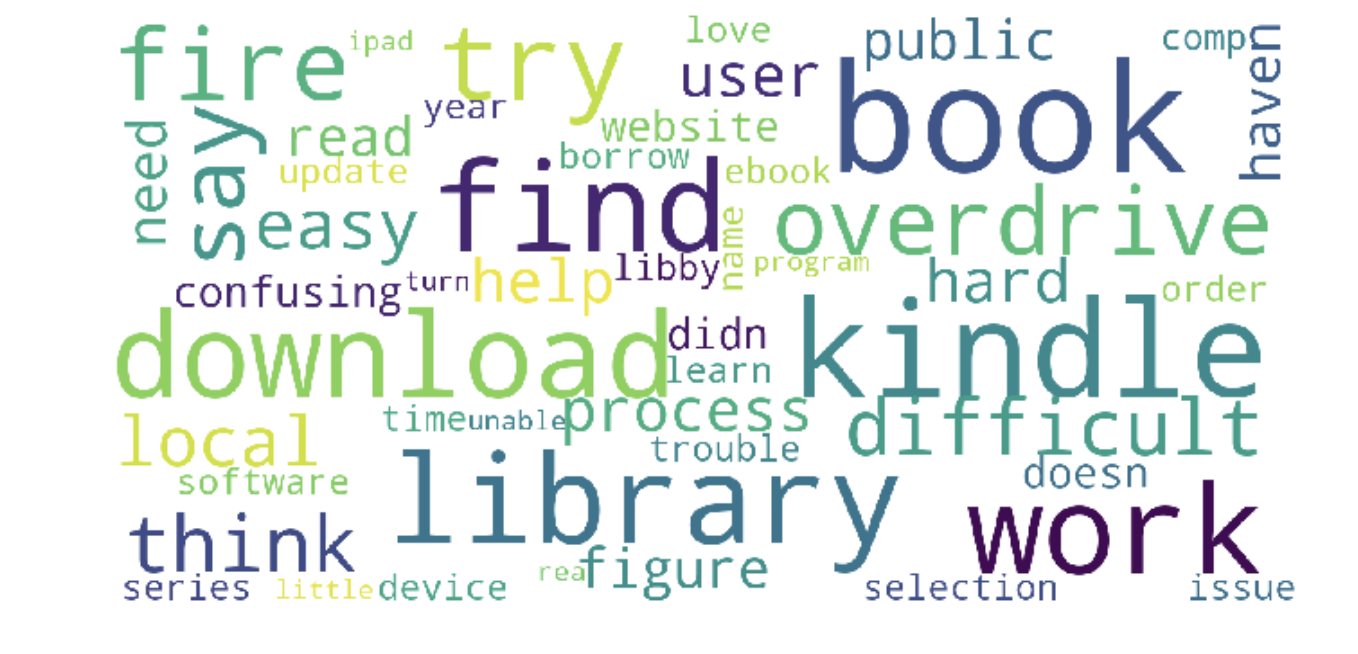 fire
ipad
try
love
user
public
comp
haven
book
need
say
read
year
website
update
borrow
ebook
find
easy
overdrive
name
program
confusing
turn
help
libby
hard
order
download
didn
learn
kindle
local
time
unable
process
difficult
trouble
software
library
doesn
work
think
figure
series
little
device
rea
selection
issue